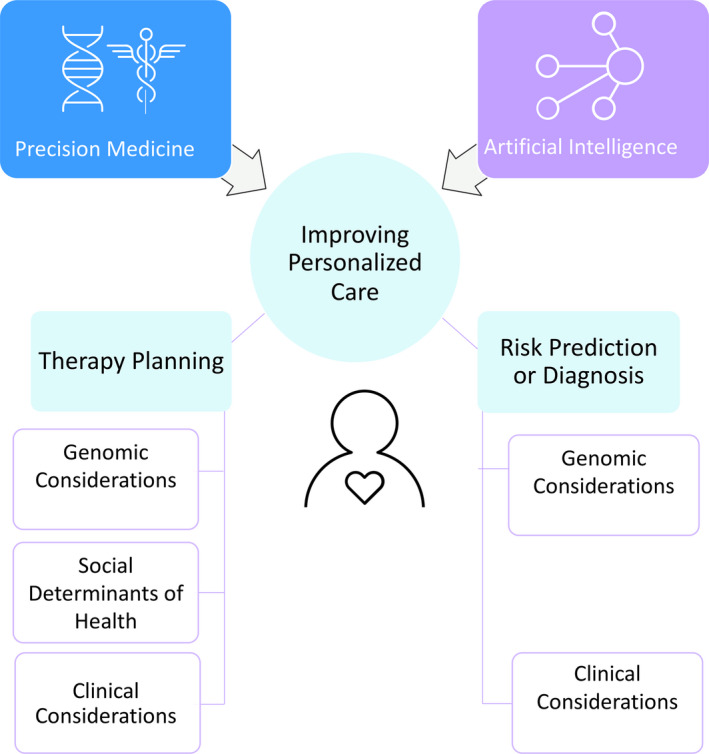 Precision Medicine
Artificial Intelligence
Improving
Personalized
Care
Therapy Planning
Risk Prediction
or Diagnosis
Genomic
Considerations
Social
Determinants of
Health
Clinical
Considerations
Genomic
Considerations
Clinical
Considerations